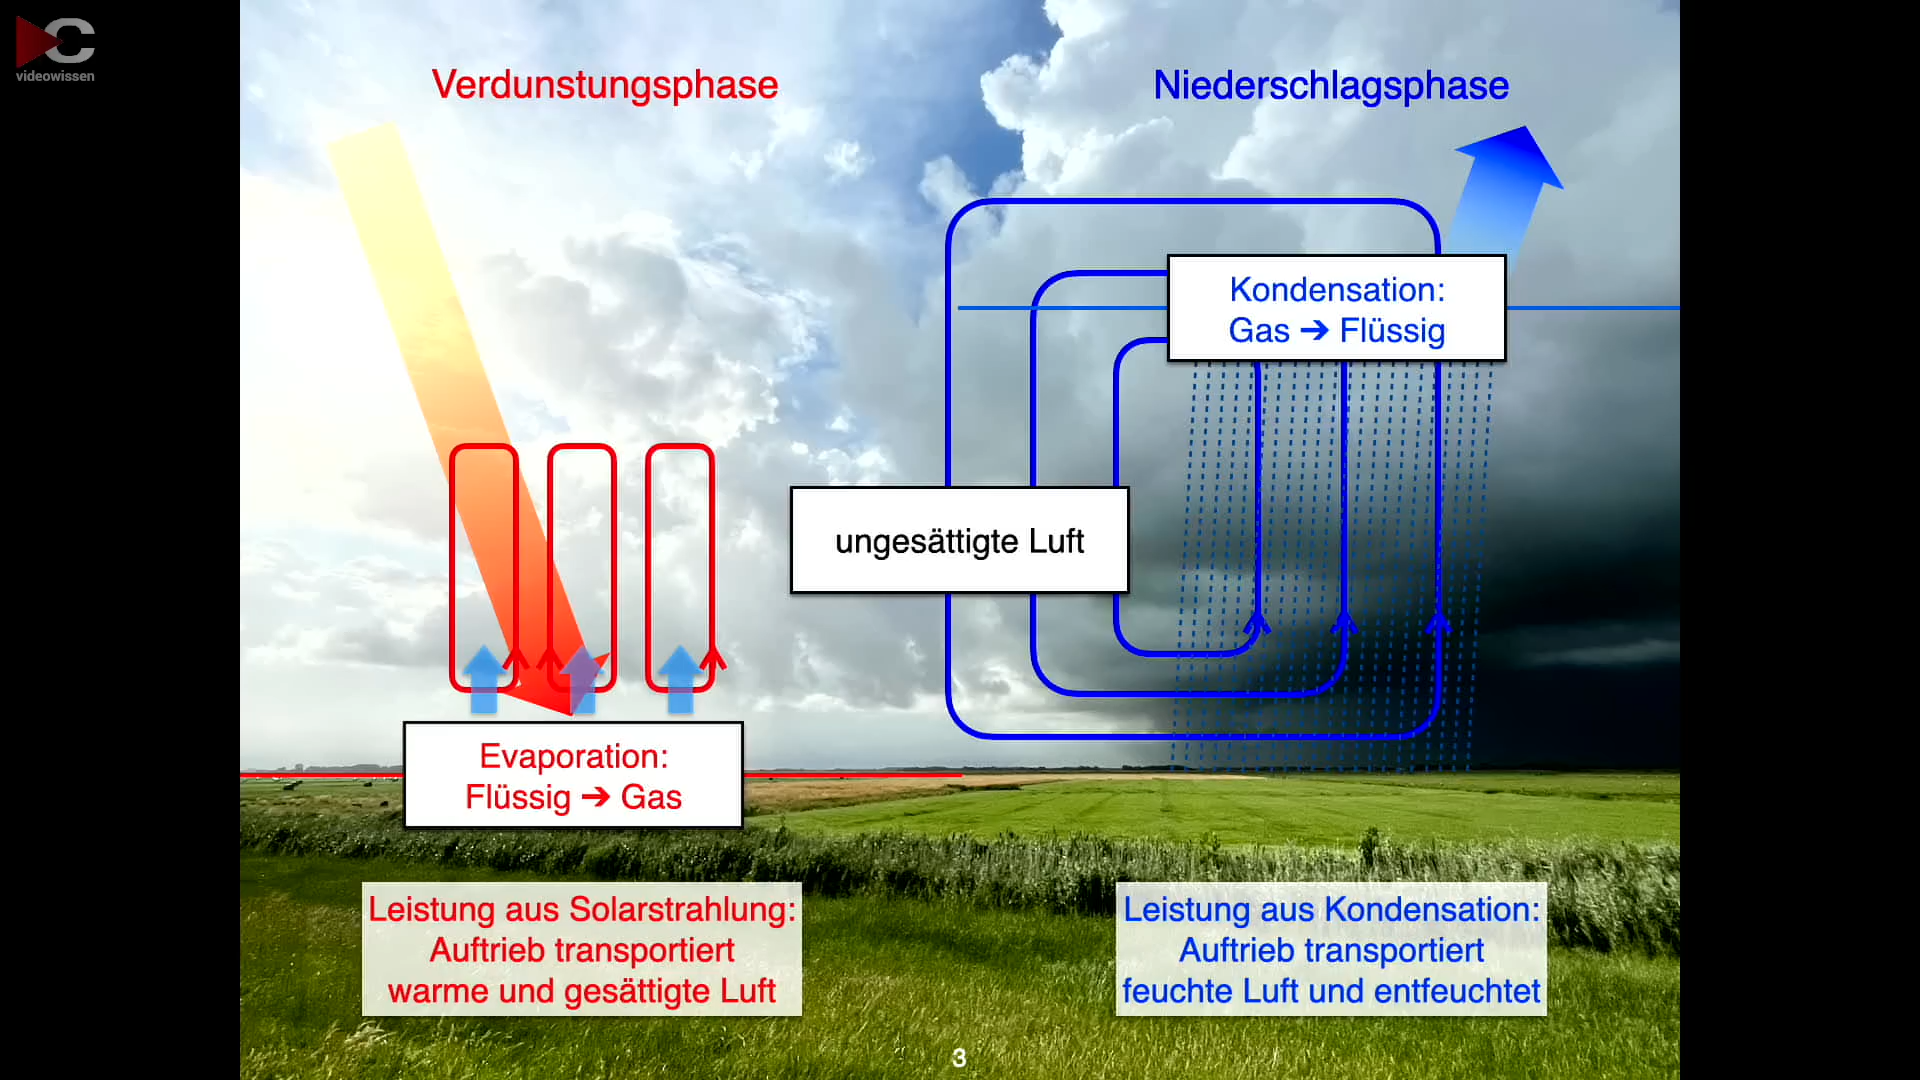 C
videowissen
Verdunstungsphase
Niederschlagsphase
Kondensation:
Gas ➔ Flüssig
ungesättigte Luft
Evaporation:
Flüssig ➔ Gas
Leistung aus Solarstrahlung:
Auftrieb transportiert
warme und gesättigte Luft
Leistung aus Kondensation:
Auftrieb transportiert
feuchte Luft und entfeuchtet
3